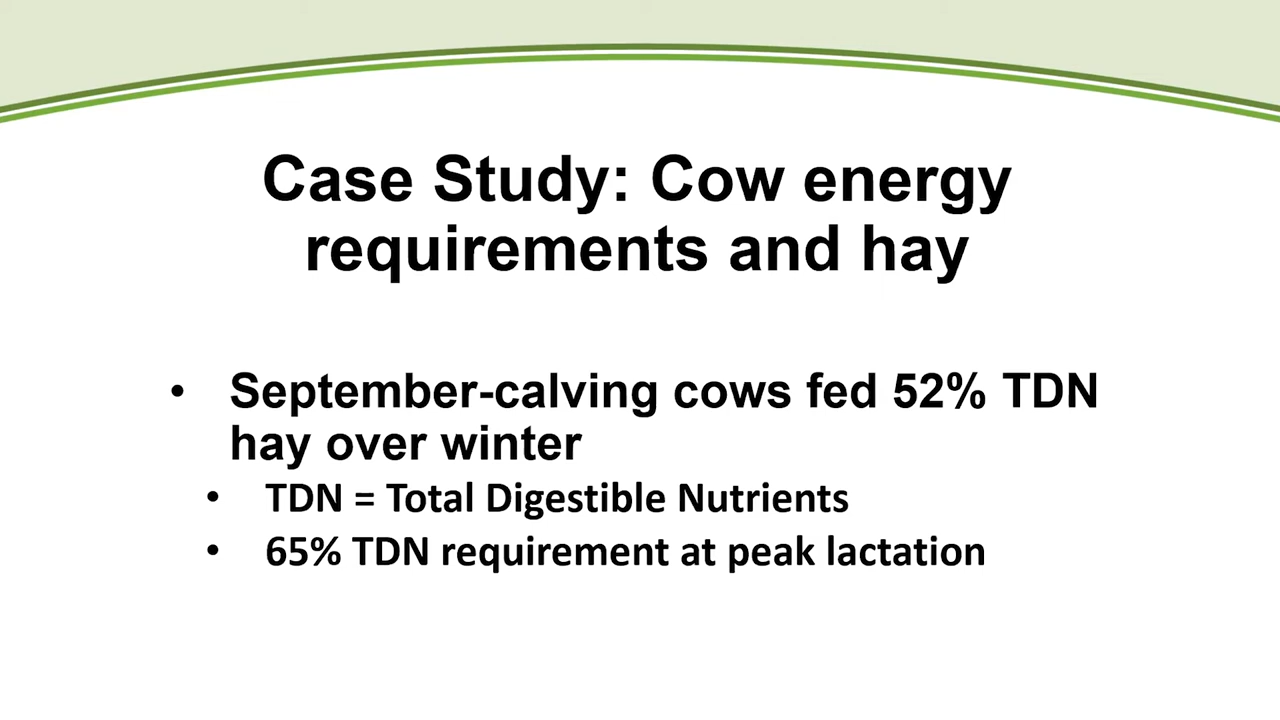 Case Study: Cow energy
requirements and hay
• September-calving cows fed 52% TDN
hay over winter
• TDN = Total Digestible Nutrients
• 65% TDN requirement at peak lactation